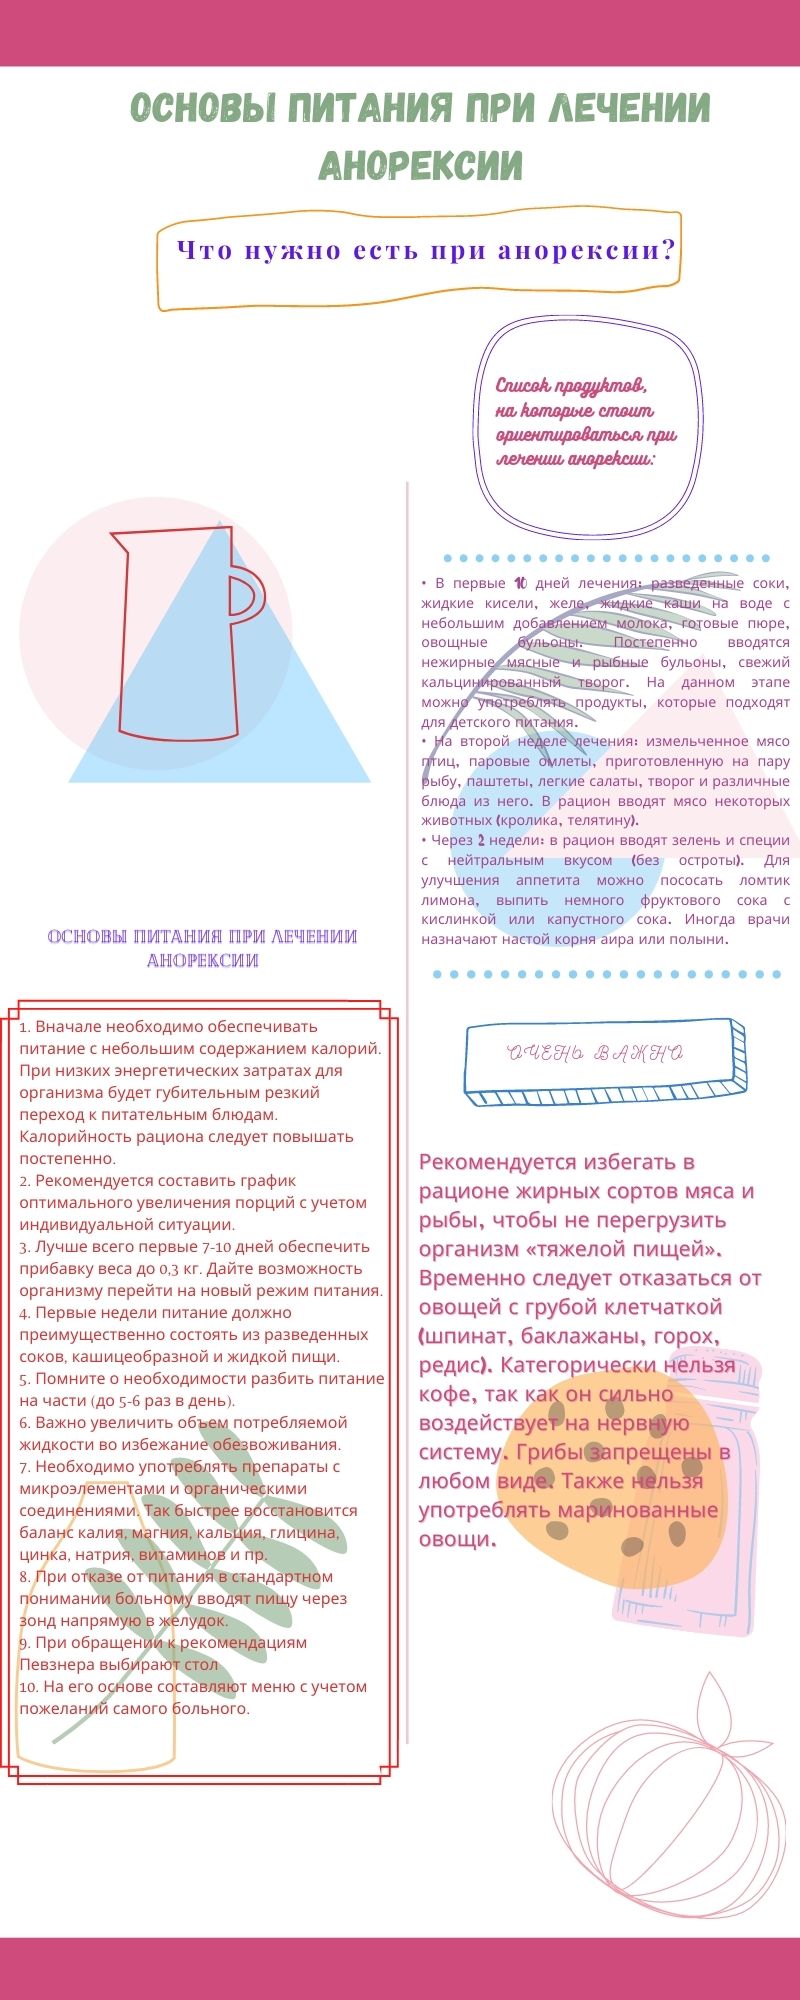 ОСНОВЫ ПИТАНИЯ ПРИ ЛЕЧЕНИИ
АНОРЕКСИИ
Что нужно есть при анорексии?
Список продуктов,
на которые стоит
ориентироваться при
лечении анорексии:
• В первые 10 дней лечения: разведенные соки,
жидкие кисели, желе, жидкие каши на воде с
небольшим добавлением молока, готовые пюре,
овощные бульоны. Постепенно вводятся
нежирные мясные и рыбные бульоны, свежий
кальцинированный творог. На данном этапе
можно употреблять продукты, которые подходят
для детского питания.
• На второй неделе лечения: измельченное мясо
птиц, паровые омлеты, приготовленную на пару
рыбу, паштеты, легкие салаты, творог и различные
блюда из него. В рацион вводят мясо некоторых
животных (кролика, телятину).
• Через 2 недели: в рацион вводят зелень и специи
с нейтральным вкусом (без остроты). Для
улучшения аппетита можно пососать ломтик
лимона, выпить немного фруктового сока с
кислинкой или капустного сока. Иногда врачи
назначают настой корня аира или полыни.
ОСНОВЫ ПИТАНИЯ ПРИ ЛЕЧЕНИИ
АНОРЕКСИИ
1. Вначале необходимо обеспечивать
питание с небольшим содержанием калорий.
При низких энергетических затратах для
организма будет губительным резкий
переход к питательным блюдам.
Калорийность рациона следует повышать
постепенно.
2. Рекомендуется составить график
оптимального увеличения порций с учетом
индивидуальной ситуации.
3. Лучше всего первые 7-10 дней обеспечить
прибавку веса до 0,3 кг. Дайте возможность
организму перейти на новый режим питания.
4. Первые недели питание должно
преимущественно состоять из разведенных
соков, кашицеобразной и жидкой пищи.
5. Помните о необходимости разбить питание
на части (до 5-6 раз в день).
6. Важно увеличить объем потребляемой
жидкости во избежание обезвоживания.
7. Необходимо употреблять препараты с
микроэлементами и органическими
соединениями. Так быстрее восстановится
баланс калия, магния, кальция, глицина,
цинка, натрия, витаминов и пр.
8. При отказе от питания в стандартном
понимании больному вводят пищу через
зонд напрямую в желудок.
9. При обращении к рекомендациям
Певзнера выбирают стол
10. На его основе составляют меню с учетом
пожеланий самого больного.
ОЧЕНЬ ВАЖНО
Рекомендуется избегать в
рационе жирных сортов мяса и
рыбы, чтобы не перегрузить
организм «тяжелой пищей».
Временно следует отказаться от
овощей с грубой клетчаткой
(шпинат, баклажаны, горох,
редис). Категорически нельзя
кофе, так как он сильно
воздействует на нервную
систему. Грибы запрещены в
любом виде. Также нельзя
употреблять маринованные
овощи.